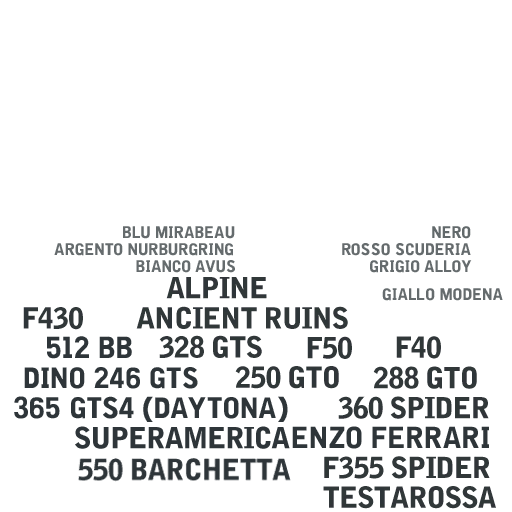 BLU MIRABEAU
NERO
ARGENTO NURBURGRING
ROSSO SCUDERIA
BIANCO AVUS
GRIGIO ALLOY
ALPINE
GIALLO MODENA
F430
ANCIENT RUINS
512 BB
328 GTS
F50
F40
DINO 246 GTS
250 GTO
288 GTO
365 GTS4 (DAYTONA)
360 SPIDER
SUPERAMERICA
ENZO FERRARI
550 BARCHETTA
F355 SPIDER
TESTAROSSA